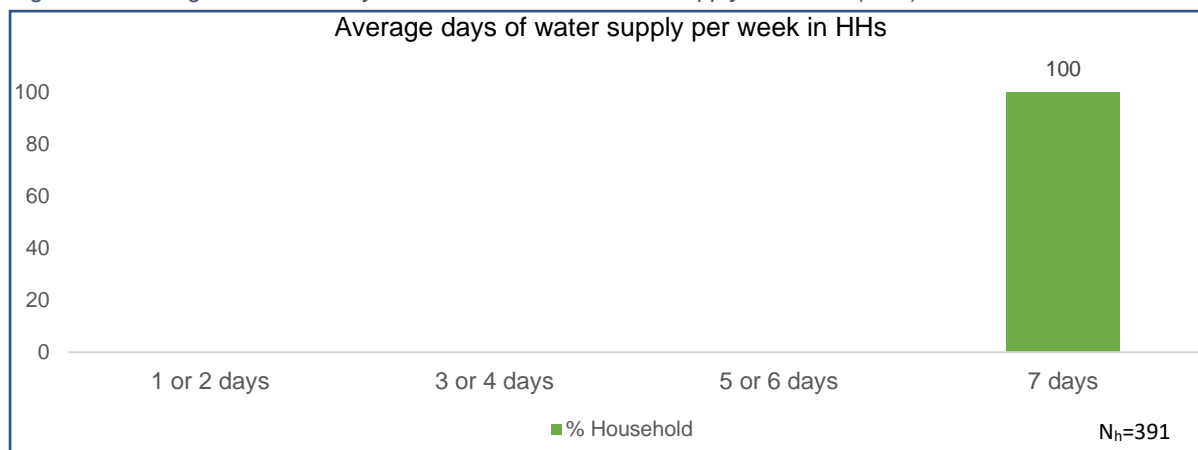 Average days of water supply per week in HHs
100
100
80
60
40
20
0
1 or 2 days
3 or 4 days
5 or 6 days
7 days
% Household
Nₕ=391